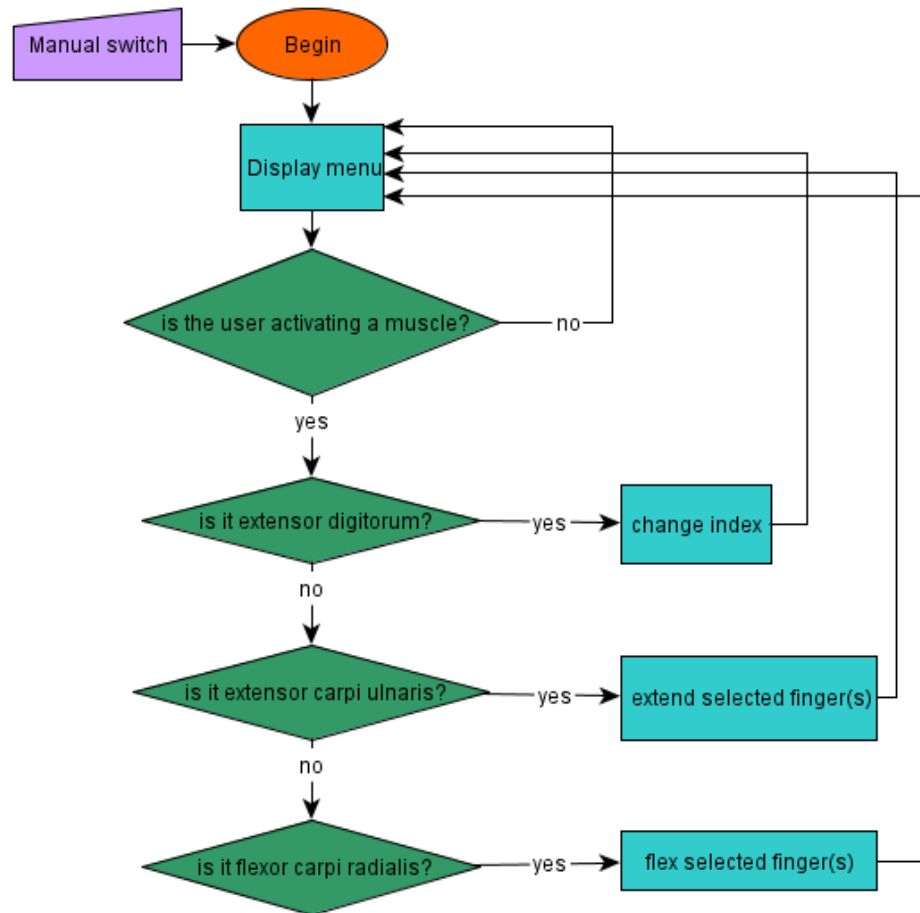 Manual switch
Begin
Display menu
is the user activating a muscle?
no
yes
is it extensor digitorum?
yes
change index
no
is it extensor carpi ulnaris?
yes
extend selected finger(s)
no
is it flexor carpi radialis?
yes
flex selected finger(s)